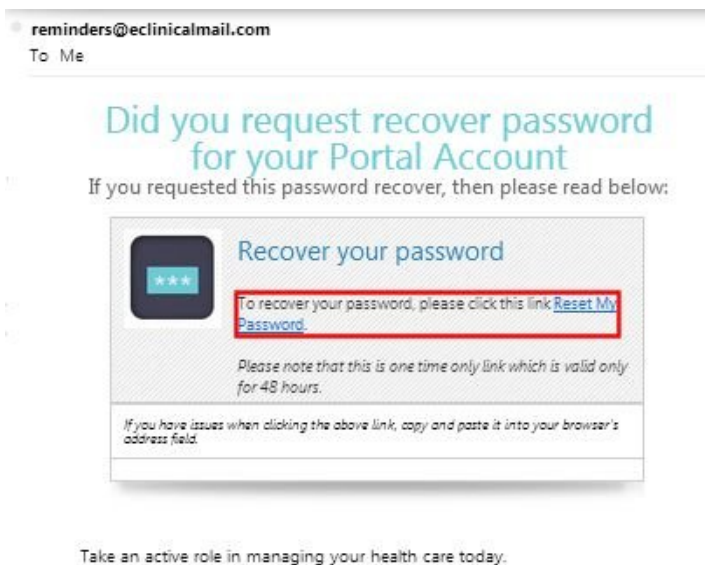 reminders@eclinicalmail.com
To Me
Did you request recover password
for your Portal Account
If you requested this password recover, then please read below:
***
Recover your password
To recover your password, please click this link Reset My
Password.
Please note that this is one time only link which is valid only
for 48 hours.
If you have issues when clicking the above link, copy and paste it into your browser's
address field.
Take an active role in managing your health care today.